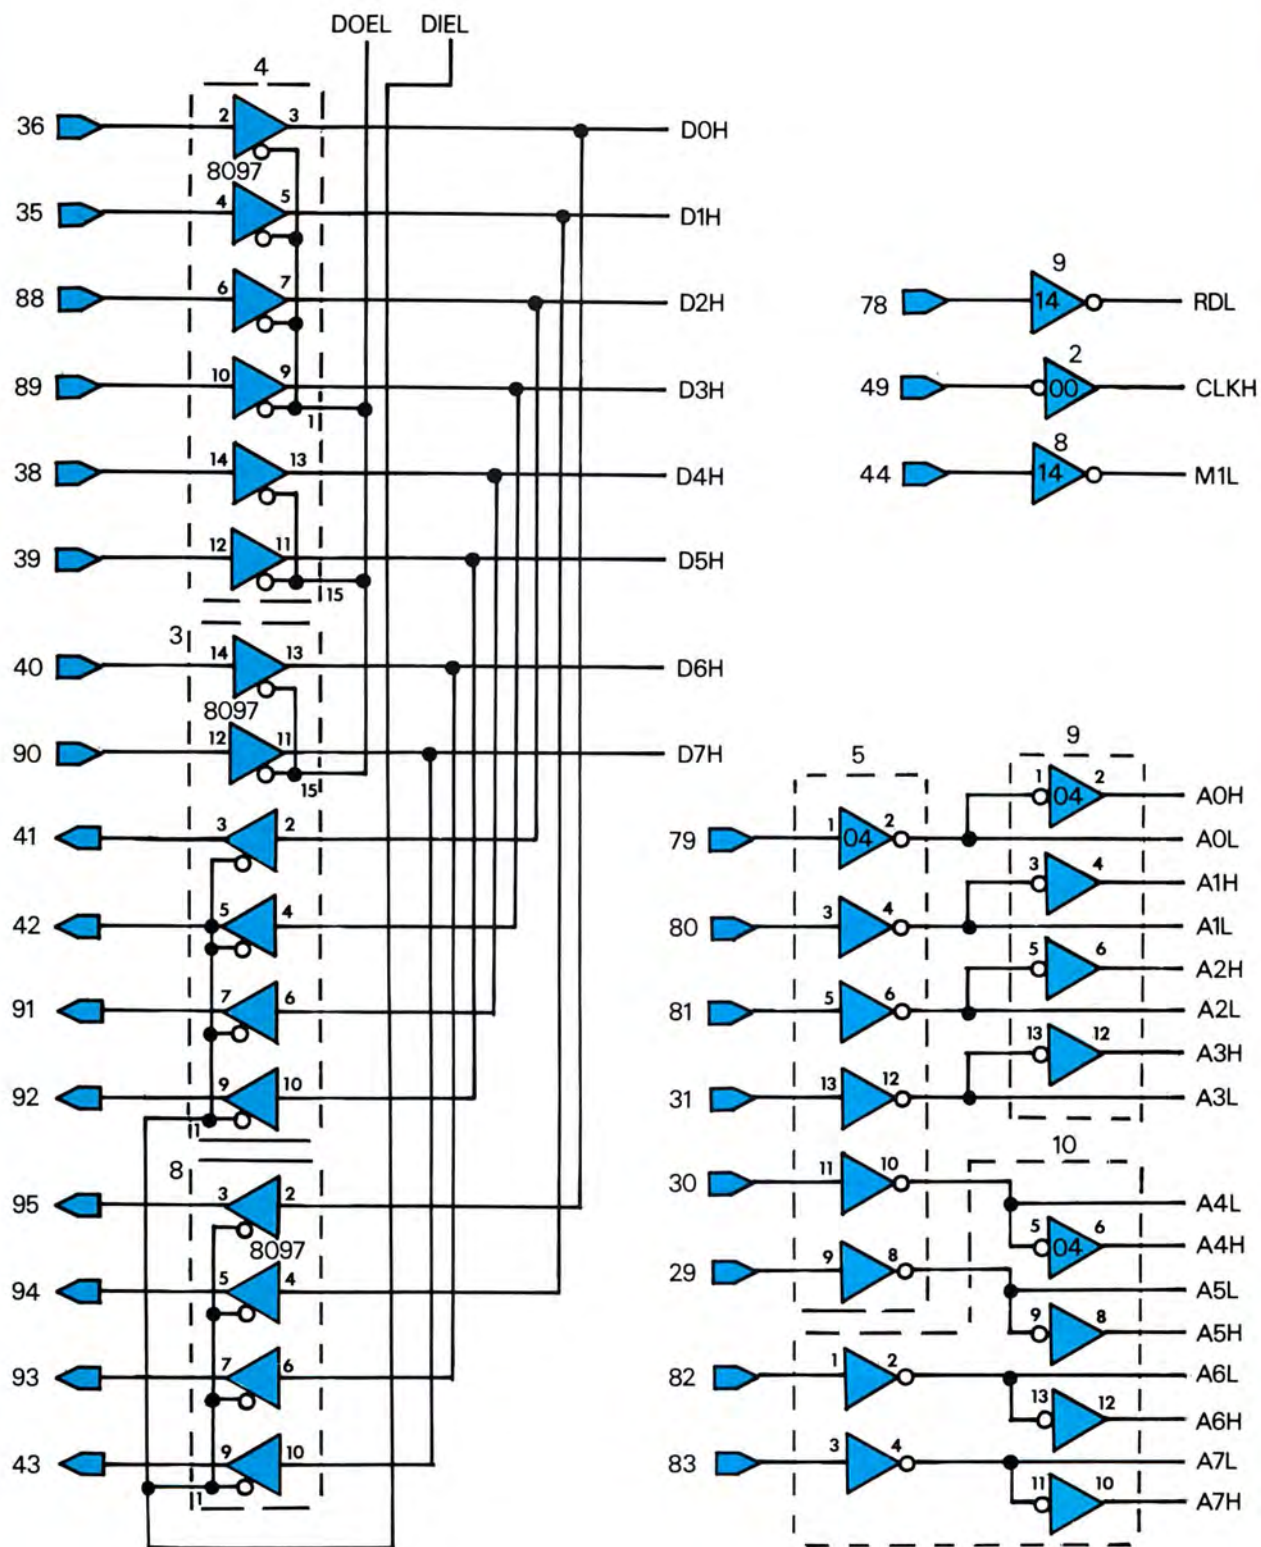 DOEL DIEL
4
36 2 3 D0H
8097
35 4 5 D1H
88 6 7 D2H
89 10 9 D3H
1
38 14 13 D4H
39 12 11 D5H
15
3
40 14 13 D6H
8097
90 12 11 D7H
15
41 3 2
42 5 4
91 7 6
92 9 10
1
8
95 3 2
8097
94 5 4
93 7 6
43 9 10
1
9
78 14 RDL
2
49 00 CLKH
8
44 14 M1L
5 9
1 04 2 A0H
79 1 04 2 A0L
3 4 A1H
80 3 4 A1L
5 6 A2H
81 5 6 A2L
13 12 A3H
31 13 12 A3L
10
30 11 10 A4L
5 04 6 A4H
29 9 8 A5L
9 8 A5H
82 1 2 A6L
13 12 A6H
83 3 4 A7L
11 10 A7H